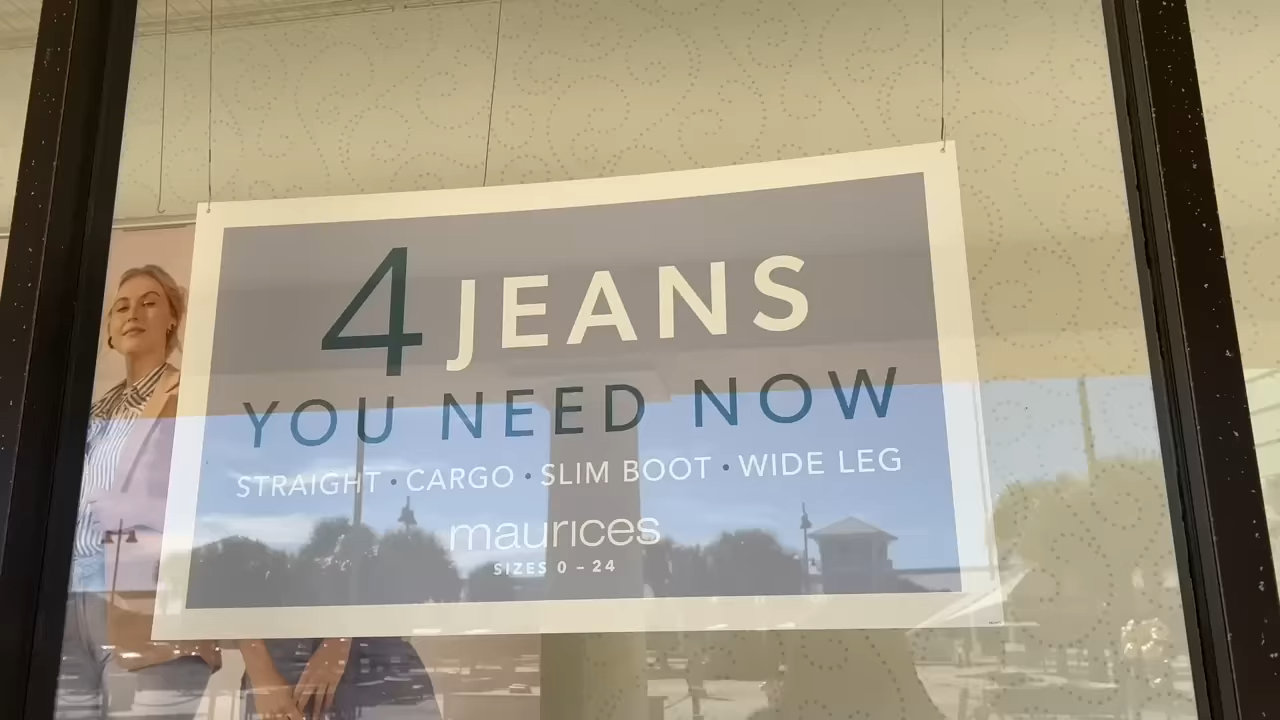 4 JEANS
YOU NEED NOW
STRAIGHT · CARGO · SLIM BOOT · WIDE LEG
maurices
SIZES 0 – 24